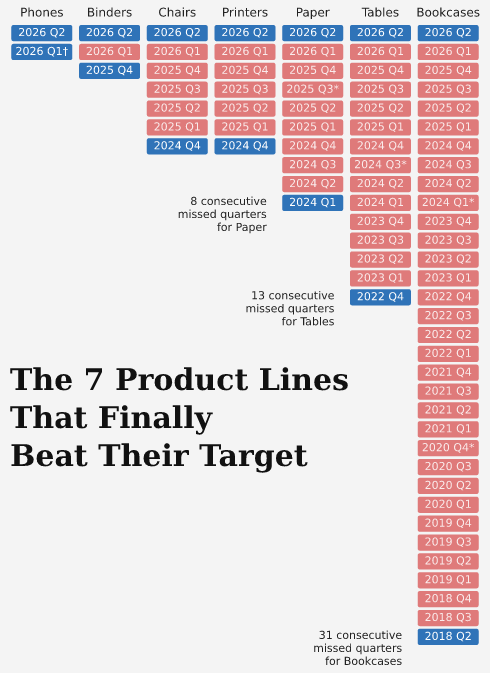 Phones Binders Chairs Printers Paper Tables Bookcases
2026 Q2 2026 Q2 2026 Q2 2026 Q2 2026 Q2 2026 Q2 2026 Q2
2026 Q1† 2026 Q1 2026 Q1 2026 Q1 2026 Q1 2026 Q1 2026 Q1
2025 Q4 2025 Q4 2025 Q4 2025 Q4 2025 Q4 2025 Q4
2025 Q3 2025 Q3 2025 Q3* 2025 Q3 2025 Q3
2025 Q2 2025 Q2 2025 Q2 2025 Q2 2025 Q2
2025 Q1 2025 Q1 2025 Q1 2025 Q1 2025 Q1
2024 Q4 2024 Q4 2024 Q4 2024 Q4 2024 Q4
2024 Q3 2024 Q3* 2024 Q3
2024 Q2 2024 Q2 2024 Q2
2024 Q1 2024 Q1 2024 Q1*
8 consecutive
missed quarters
for Paper
2023 Q4 2023 Q4
2023 Q3 2023 Q3
2023 Q2 2023 Q2
2023 Q1 2023 Q1
2022 Q4 2022 Q4
13 consecutive
missed quarters
for Tables
2022 Q3
2022 Q2
2022 Q1
The 7 Product Lines
That Finally
Beat Their Target
2021 Q4
2021 Q3
2021 Q2
2021 Q1
2020 Q4*
2020 Q3
2020 Q2
2020 Q1
2019 Q4
2019 Q3
2019 Q2
2019 Q1
2018 Q4
2018 Q3
2018 Q2
31 consecutive
missed quarters
for Bookcases